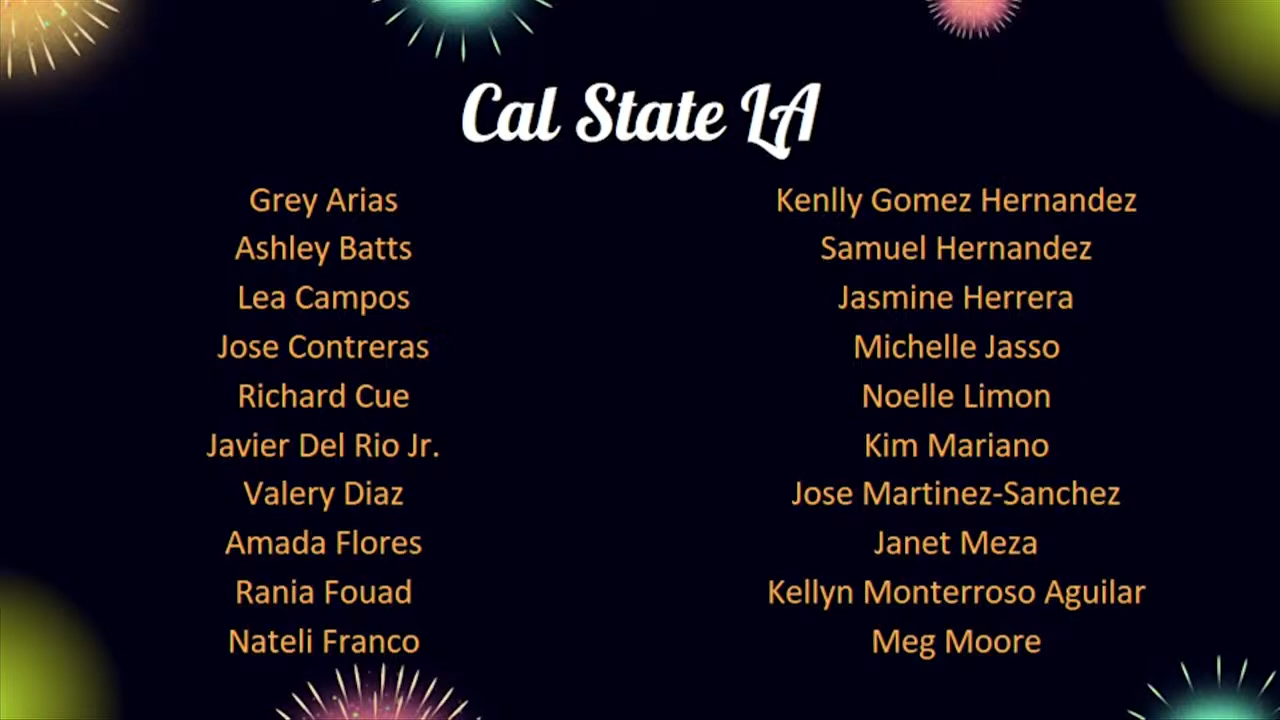 Cal State LA
Grey Arias
Ashley Batts
Lea Campos
Jose Contreras
Richard Cue
Javier Del Rio Jr.
Valery Diaz
Amada Flores
Rania Fouad
Nateli Franco
Kenlly Gomez Hernandez
Samuel Hernandez
Jasmine Herrera
Michelle Jasso
Noelle Limon
Kim Mariano
Jose Martinez-Sanchez
Janet Meza
Kellyn Monterroso Aguilar
Meg Moore